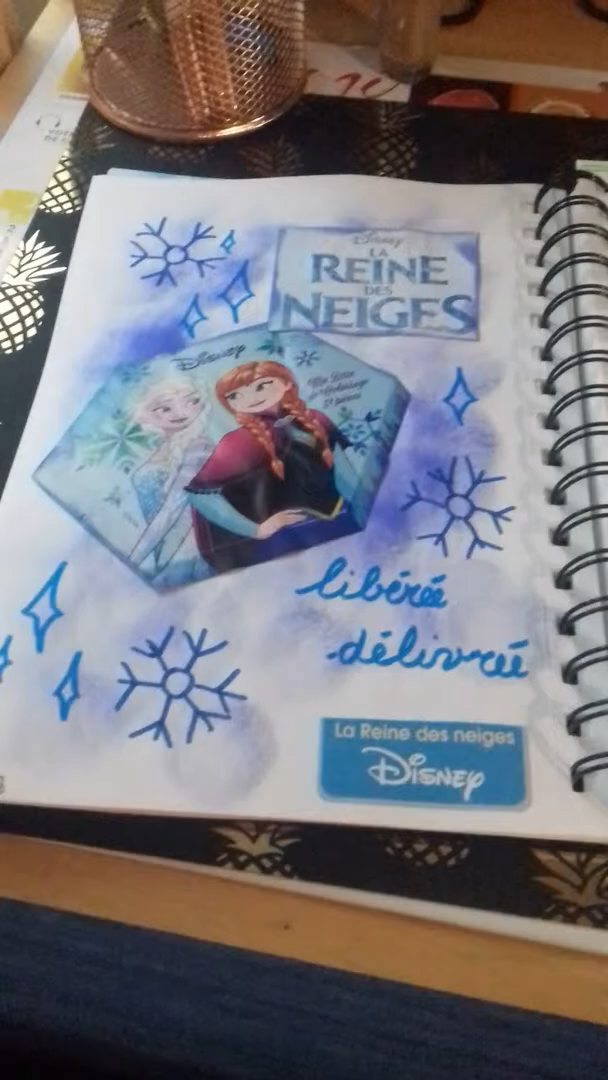 Disney
LA
REINE
DES
NEIGES
Disney
libérée
délivrée
La Reine des neiges
Disney